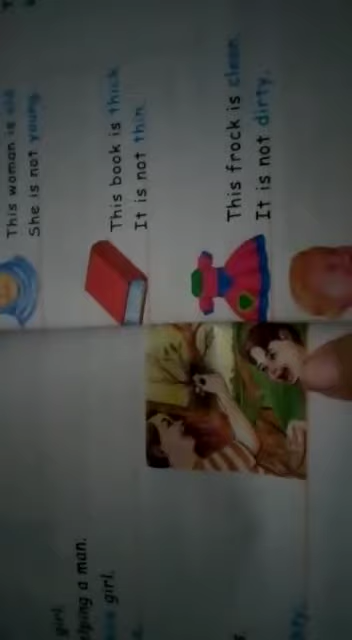 This woman is old.
She is not young.
This book is thick.
It is not thin.
This frock is clean.
It is not dirty.
girl.
lping a man.
girl.